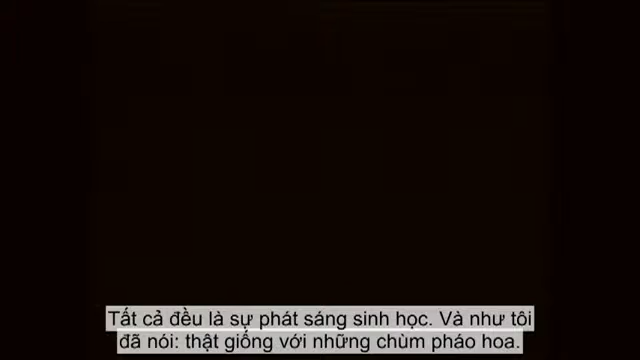 Tất cả đều là sự phát sáng sinh học. Và như tôi
đã nói: thật giống với những chùm pháo hoa.